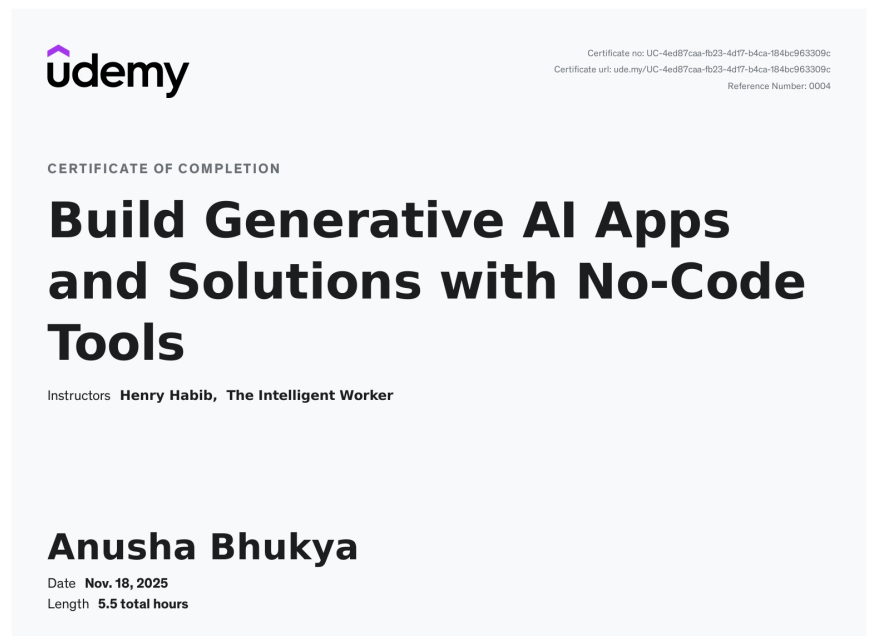 udemy
Certificate no: UC-4ed87caa-fb23-4d17-b4ca-184bc963309c
Certificate url: ude.my/UC-4ed87caa-fb23-4d17-b4ca-184bc963309c
Reference Number: 0004
CERTIFICATE OF COMPLETION
Build Generative AI Apps
and Solutions with No-Code
Tools
Instructors Henry Habib, The Intelligent Worker
Anusha Bhukya
Date Nov. 18, 2025
Length 5.5 total hours